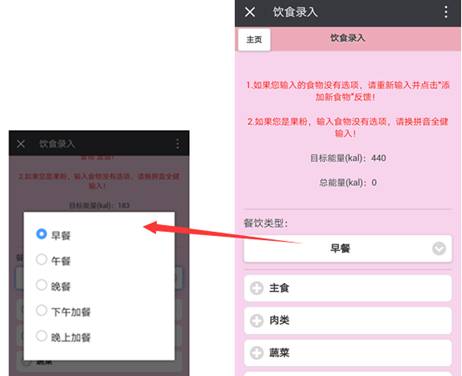 饮食录入
主页
饮食录入
1.如果您输入的食物没有选项，请重新输入并点击"添
加新食物"反馈！
2.如果您是果粉，输入食物没有选项，请换拼音全健
输入！
目标能量(kal)：440
总能量(kal)：0
餐饮类型：
早餐
主食
肉类
蔬菜
饮食录入
2.如果您是果粉，输入食物没有选项，请换拼音全健
输入！
目标能量(kal)：183
早餐
午餐
晚餐
下午加餐
晚上加餐
蔬菜